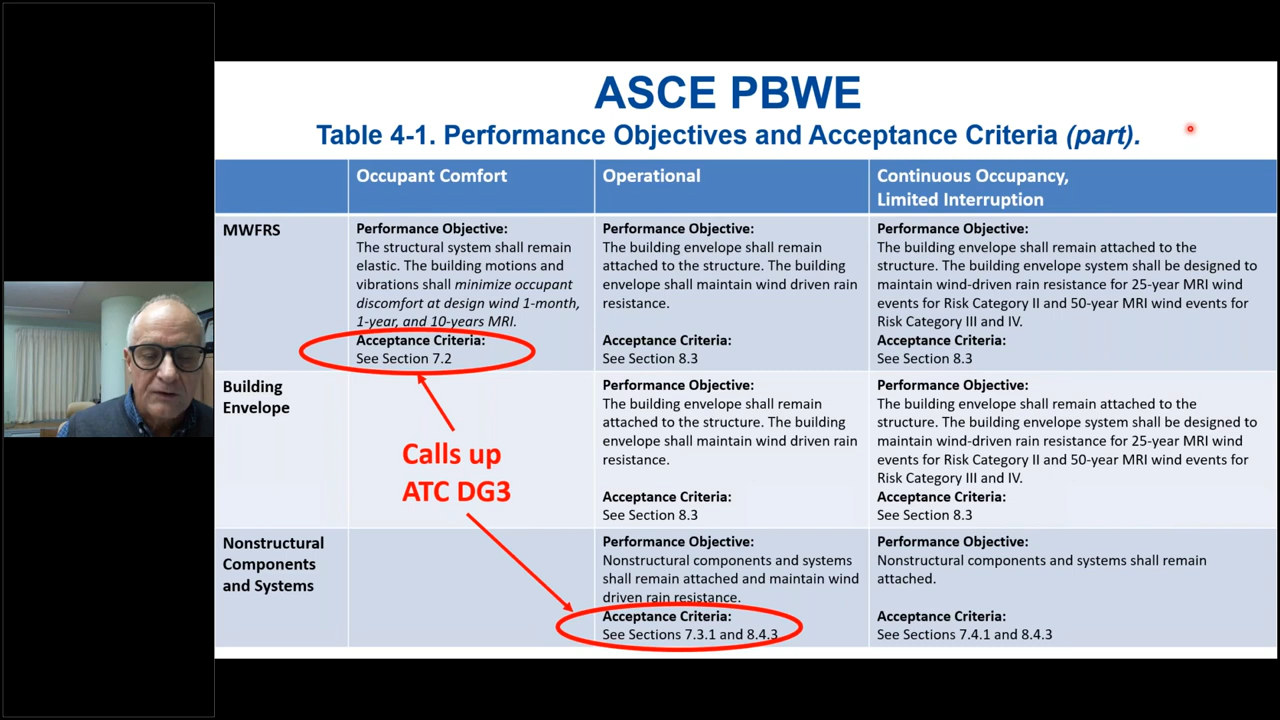 ASCE PBWE
Table 4-1. Performance Objectives and Acceptance Criteria (part).
Occupant Comfort
Operational
Continuous Occupancy,
Limited Interruption
MWFRS
Performance Objective:
The structural system shall remain
elastic. The building motions and
vibrations shall minimize occupant
discomfort at design wind 1-month,
1-year, and 10-years MRI.
Acceptance Criteria:
See Section 7.2
Performance Objective:
The building envelope shall remain
attached to the structure. The building
envelope shall maintain wind driven rain
resistance.
Acceptance Criteria:
See Section 8.3
Performance Objective:
The building envelope shall remain attached to the
structure. The building envelope system shall be designed to
maintain wind-driven rain resistance for 25-year MRI wind
events for Risk Category II and 50-year MRI wind events for
Risk Category III and IV.
Acceptance Criteria:
See Section 8.3
Building
Envelope
Calls up
ATC DG3
Performance Objective:
The building envelope shall remain
attached to the structure. The building
envelope shall maintain wind driven rain
resistance.
Acceptance Criteria:
See Section 8.3
Performance Objective:
The building envelope shall remain attached to the
structure. The building envelope system shall be designed to
maintain wind-driven rain resistance for 25-year MRI wind
events for Risk Category II and 50-year MRI wind events for
Risk Category III and IV.
Acceptance Criteria:
See Section 8.3
Nonstructural
Components
and Systems
Performance Objective:
Nonstructural components and systems
shall remain attached and maintain wind
driven rain resistance.
Acceptance Criteria:
See Sections 7.3.1 and 8.4.3
Performance Objective:
Nonstructural components and systems shall remain
attached.
Acceptance Criteria:
See Sections 7.4.1 and 8.4.3